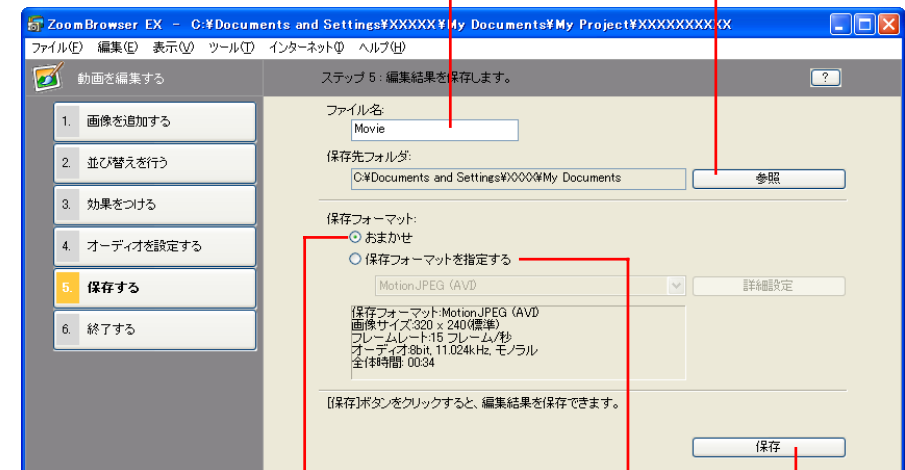 ZoomBrowser EX - C:¥Documents and Settings¥XXXXX¥My Documents¥My Project¥XXXXXXXXXX
ファイル(F) 編集(E) 表示(V) ツール(T) インターネット(I) ヘルプ(H)
動画を編集する
ステップ 5 : 編集結果を保存します。
?
1. 画像を追加する
2. 並び替えを行う
3. 効果をつける
4. オーディオを設定する
5. 保存する
6. 終了する
ファイル名:
Movie
保存先フォルダ:
C:¥Documents and Settings¥XXXX¥My Documents
参照
保存フォーマット:
おまかせ
保存フォーマットを指定する
MotionJPEG (AVI)
詳細設定
保存フォーマット:MotionJPEG (AVI)
画像サイズ:320 x 240(標準)
フレームレート:15 フレーム/秒
オーディオ:8bit, 11.024kHz, モノラル
全体時間: 00:34
[保存]ボタンをクリックすると、編集結果を保存できます。
保存